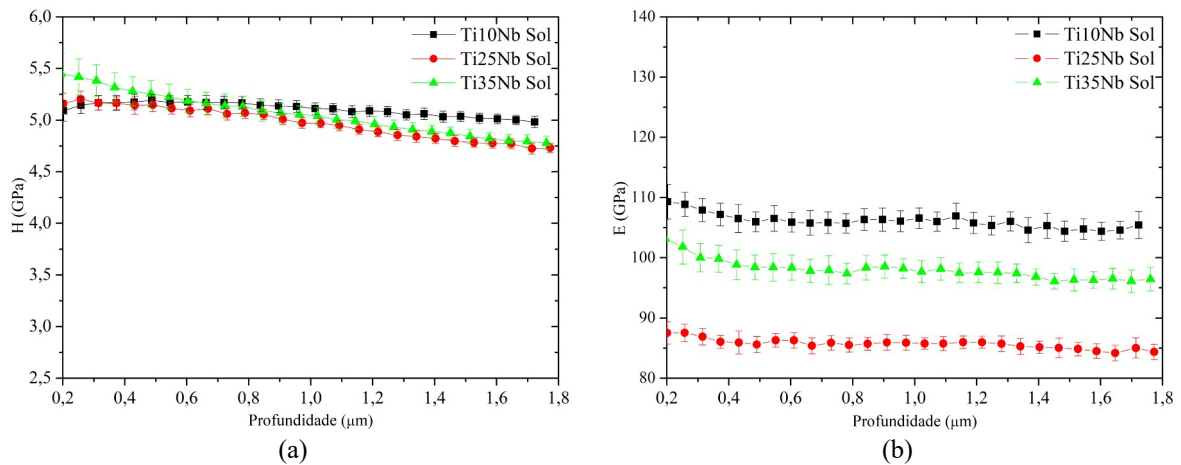 6,0
5,5
5,0
4,5
4,0
3,5
3,0
2,5
H (GPa)
Ti10Nb Sol
Ti25Nb Sol
Ti35Nb Sol
0,2 0,4 0,6 0,8 1,0 1,2 1,4 1,6 1,8
Profundidade (μm)
(a)
140
130
120
110
100
90
80
E (GPa)
Ti10Nb Sol
Ti25Nb Sol
Ti35Nb Sol
0,2 0,4 0,6 0,8 1,0 1,2 1,4 1,6 1,8
Profundidade (μm)
(b)